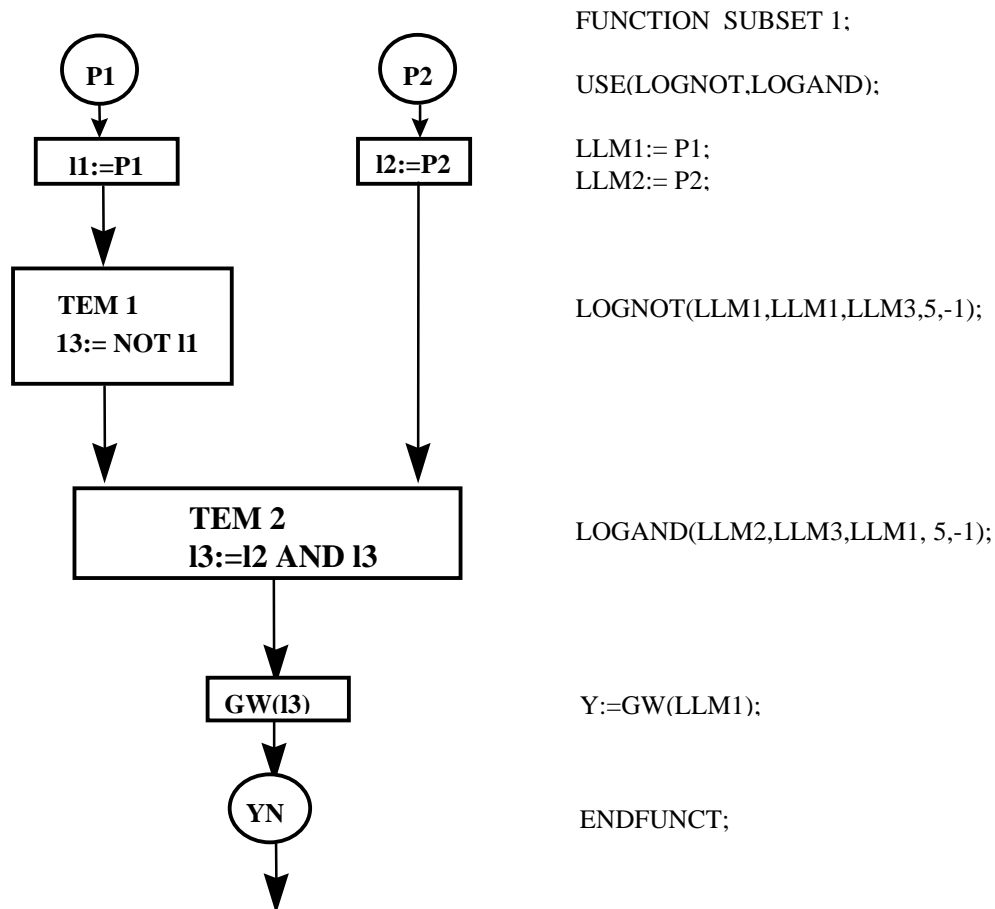 FUNCTION SUBSET 1;
P1
P2
USE(LOGNOT,LOGAND);
l1:=P1
l2:=P2
LLM1:= P1;
LLM2:= P2;
TEM 1
13:= NOT l1
LOGNOT(LLM1,LLM1,LLM3,5,-1);
TEM 2
l3:=l2 AND l3
LOGAND(LLM2,LLM3,LLM1, 5,-1);
GW(l3)
Y:=GW(LLM1);
YN
ENDFUNCT;